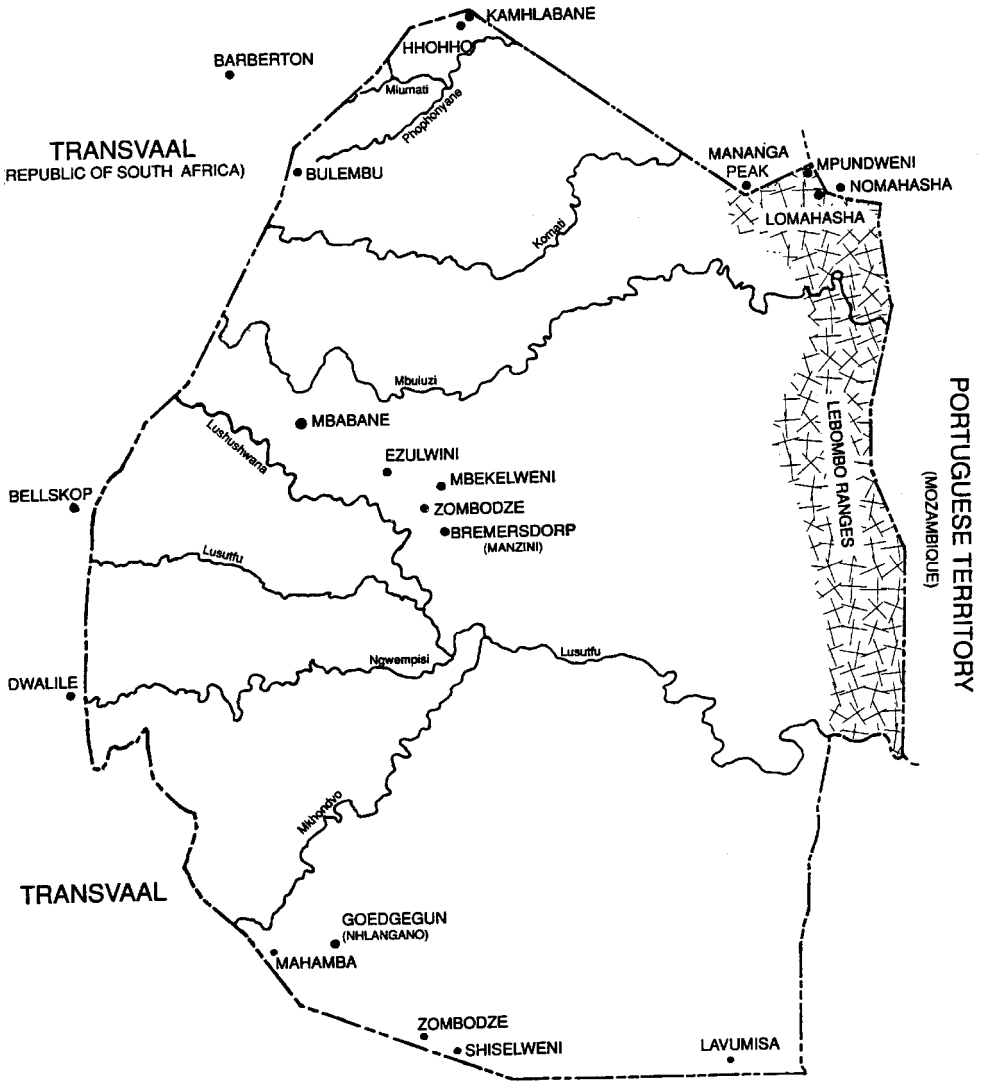 KAMHLABANE
HHOHHO
BARBERTON
Mlumati
Phophonyane
TRANSVAAL
(REPUBLIC OF SOUTH AFRICA)
BULEMBU
MANANGA
PEAK
MPUNDWENI
NOMAHASHA
LOMAHASHA
Komati
Mbuluzi
MBABANE
Lushushwana
EZULWINI
MBEKELWENI
ZOMBODZE
BREMERSDORP
(MANZINI)
BELLSKOP
LEBOMBO RANGES
PORTUGUESE TERRITORY
(MOZAMBIQUE)
Lusutfu
Ngwempisi
Lusutfu
DWALILE
Mkhondvo
TRANSVAAL
GOEDGEGUN
(NHLANGANO)
MAHAMBA
ZOMBODZE
SHISELWENI
LAVUMISA